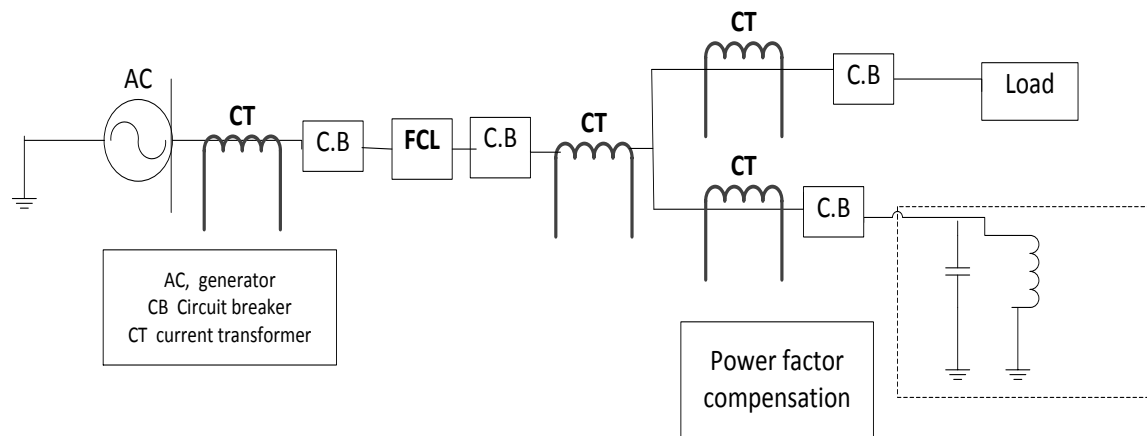 CT
AC
C.B
Load
CT
FCL
CT
C.B
C.B
CT
C.B
AC, generator
CB Circuit breaker
CT current transformer
Power factor
compensation